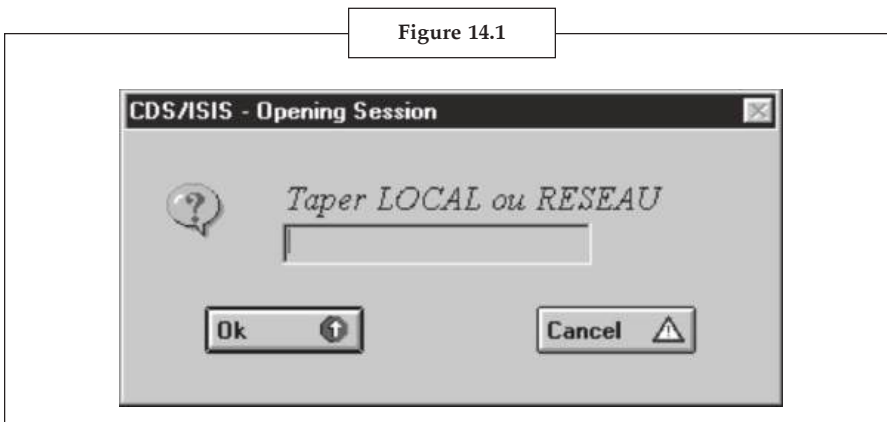 Figure 14.1
CDS/ISIS - Opening Session
Taper LOCAL ou RESEAU
Ok
Cancel